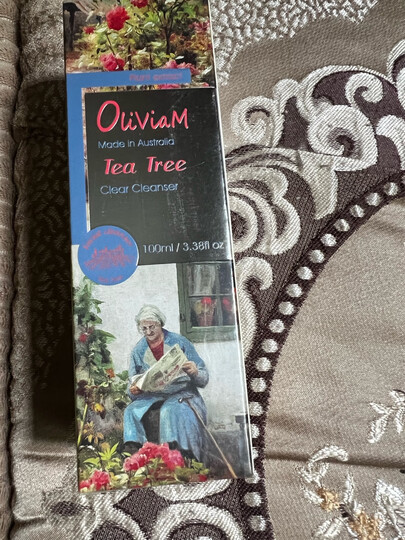 OLiViaM
Made in Australia
Tea Tree
Clear Cleanser
100ml / 3.38fl oz